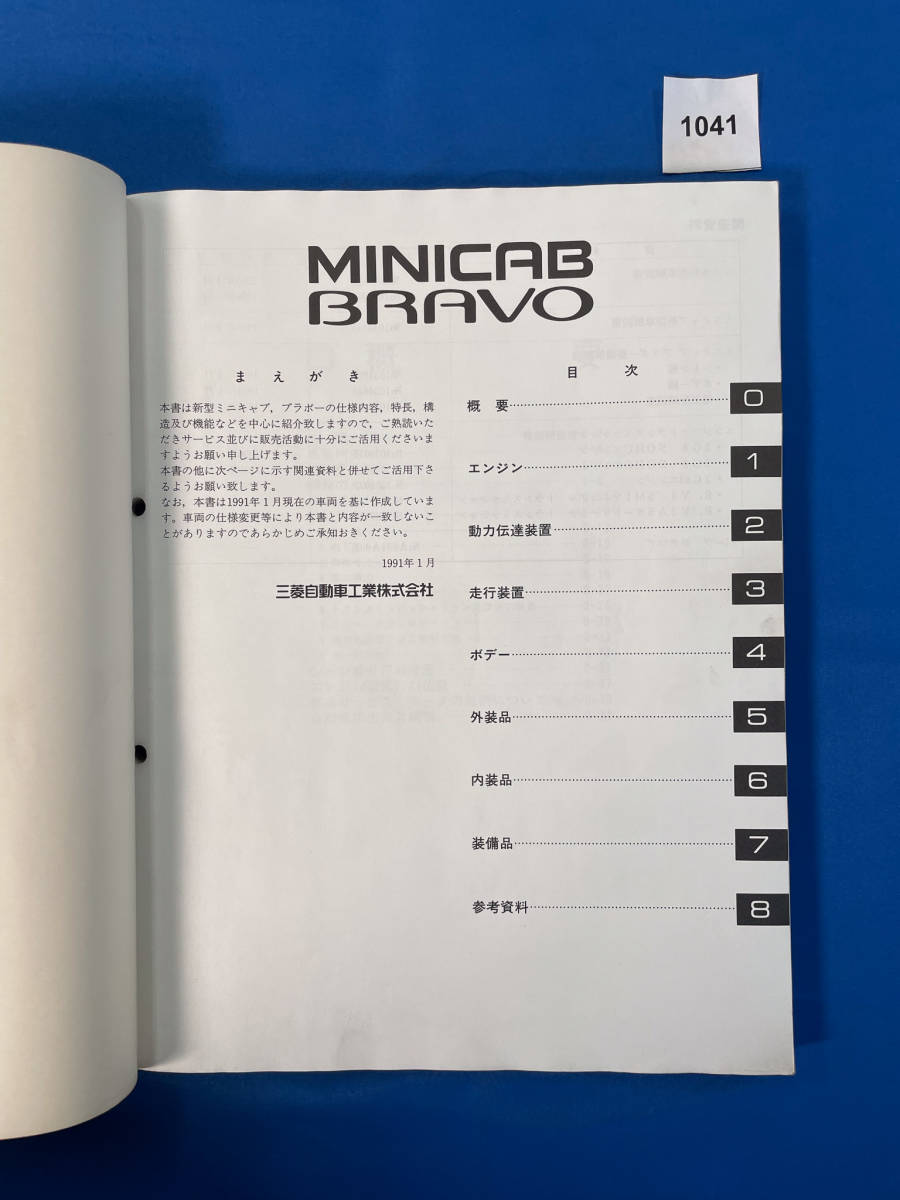 1041
MINICAB
BRAVO
まえがき
本書は新型ミニキャブ，ブラボーの仕様内容，特長，構
造及び機能などを中心に紹介致しますので，ご熟読いた
だきサービス並びに販売活動に十分にご活用くださいま
すようお願い申し上げます。
本書の他に次ページに示す関連資料と併せてご活用下さ
るようお願い致します。
なお，本書は1991年1月現在の車両を基に作成していま
す。車両の仕様変更等により本書と内容が一致しないこ
とがありますのであらかじめご承知おきください。
1991年1月
三菱自動車工業株式会社
目次
概要 0
エンジン 1
動力伝達装置 2
走行装置 3
ボデー 4
外装品 5
内装品 6
装備品 7
参考資料 8